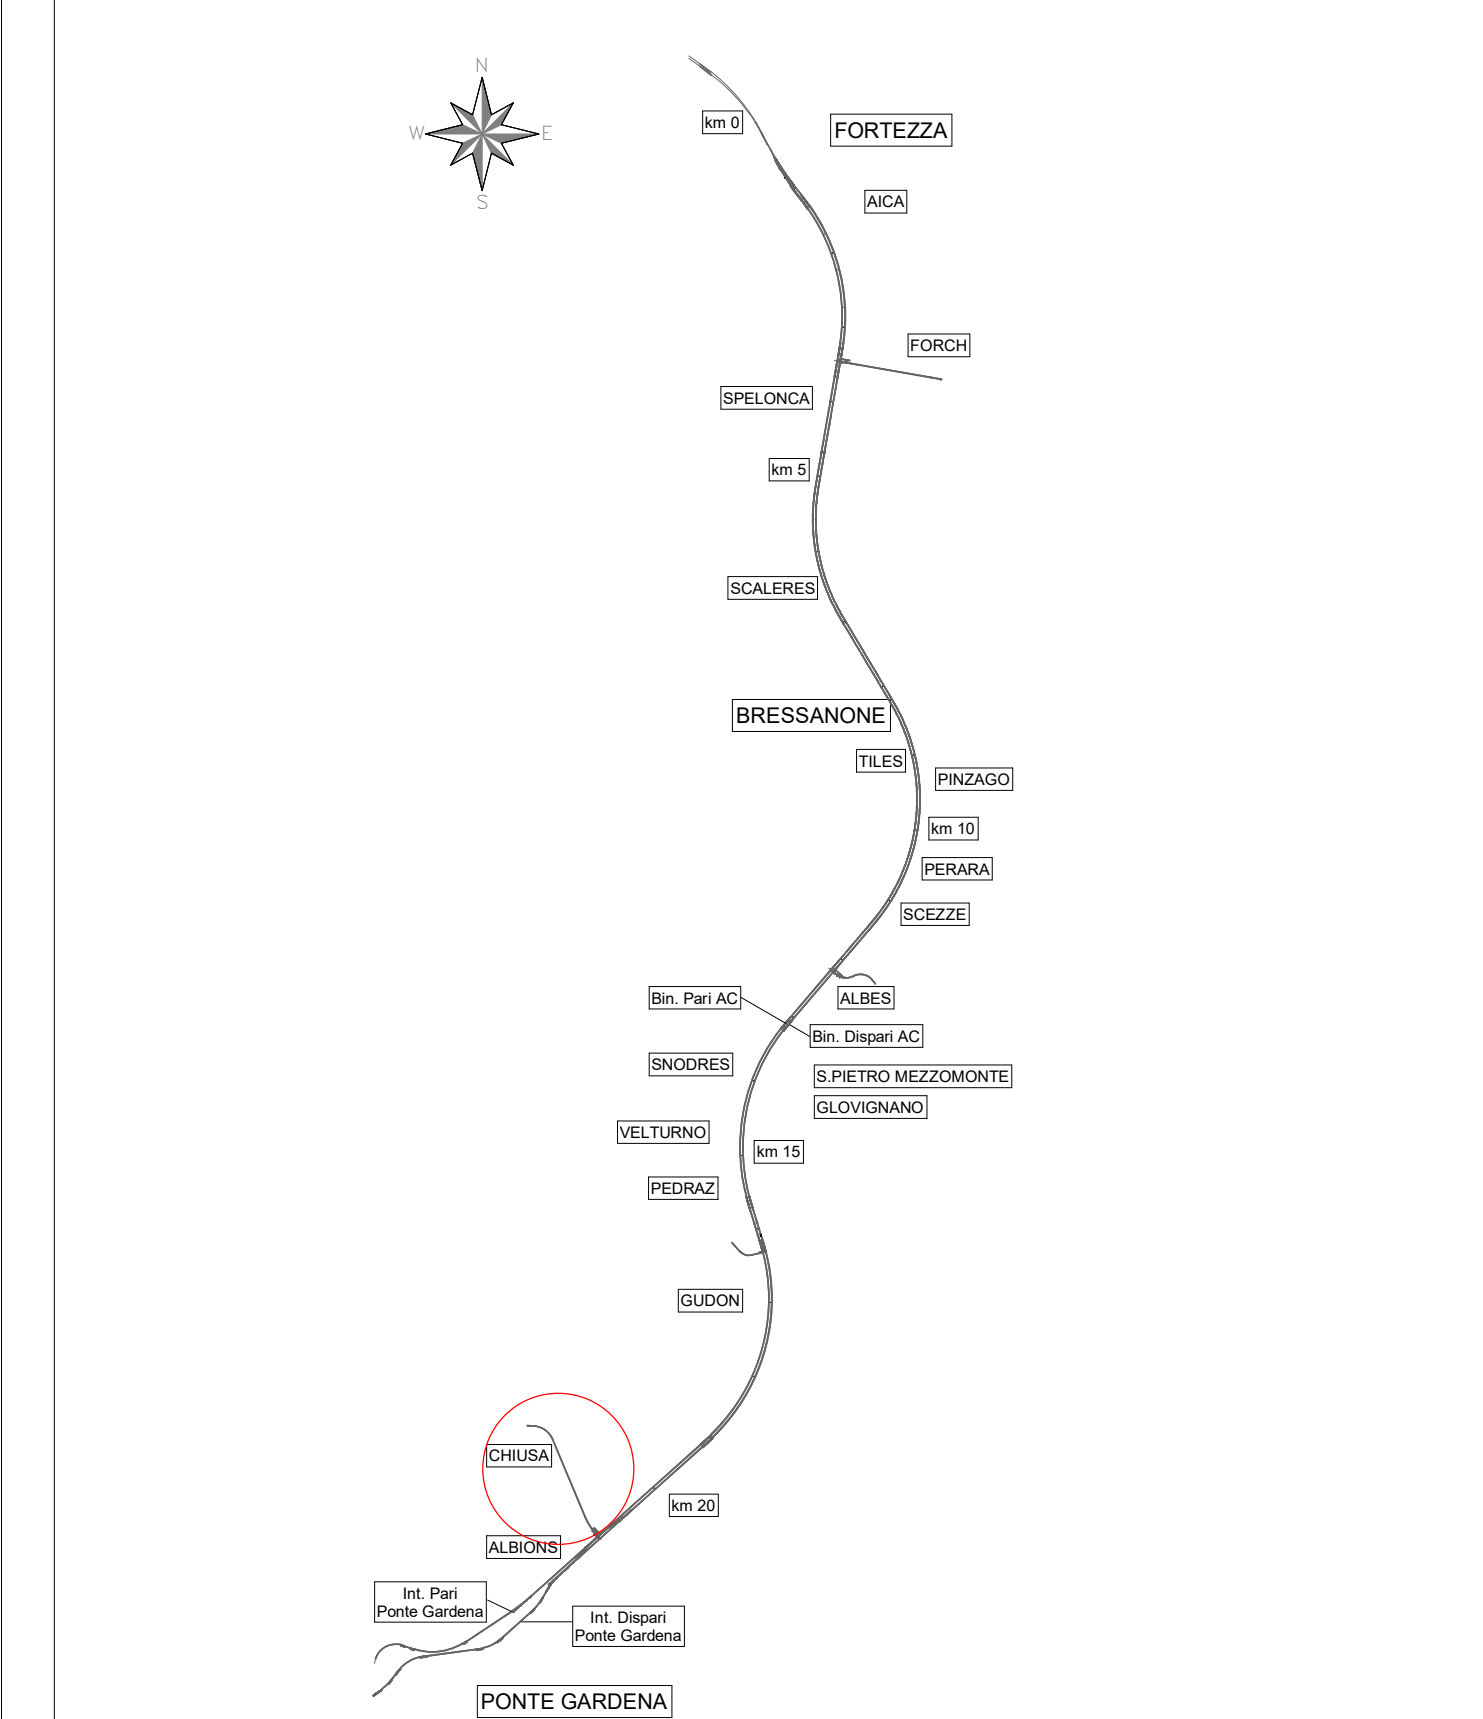 N
W
E
S
km 0
FORTEZZA
AICA
FORCH
SPELONCA
km 5
SCALERES
BRESSANONE
TILES
PINZAGO
km 10
PERARA
SCEZZE
Bin. Pari AC
ALBES
Bin. Dispari AC
SNODRES
S.PIETRO MEZZOMONTE
GLOVIGNANO
VELTURNO
km 15
PEDRAZ
GUDON
CHIUSA
km 20
ALBIONS
Int. Pari
Ponte Gardena
Int. Dispari
Ponte Gardena
PONTE GARDENA